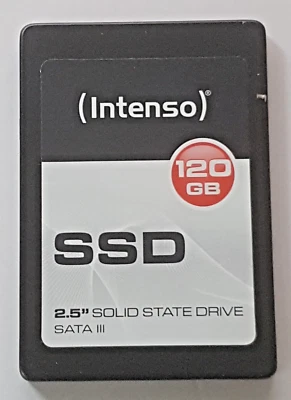 (Intenso)®
120
GB
SSD
2.5" SOLID STATE DRIVE
SATA III